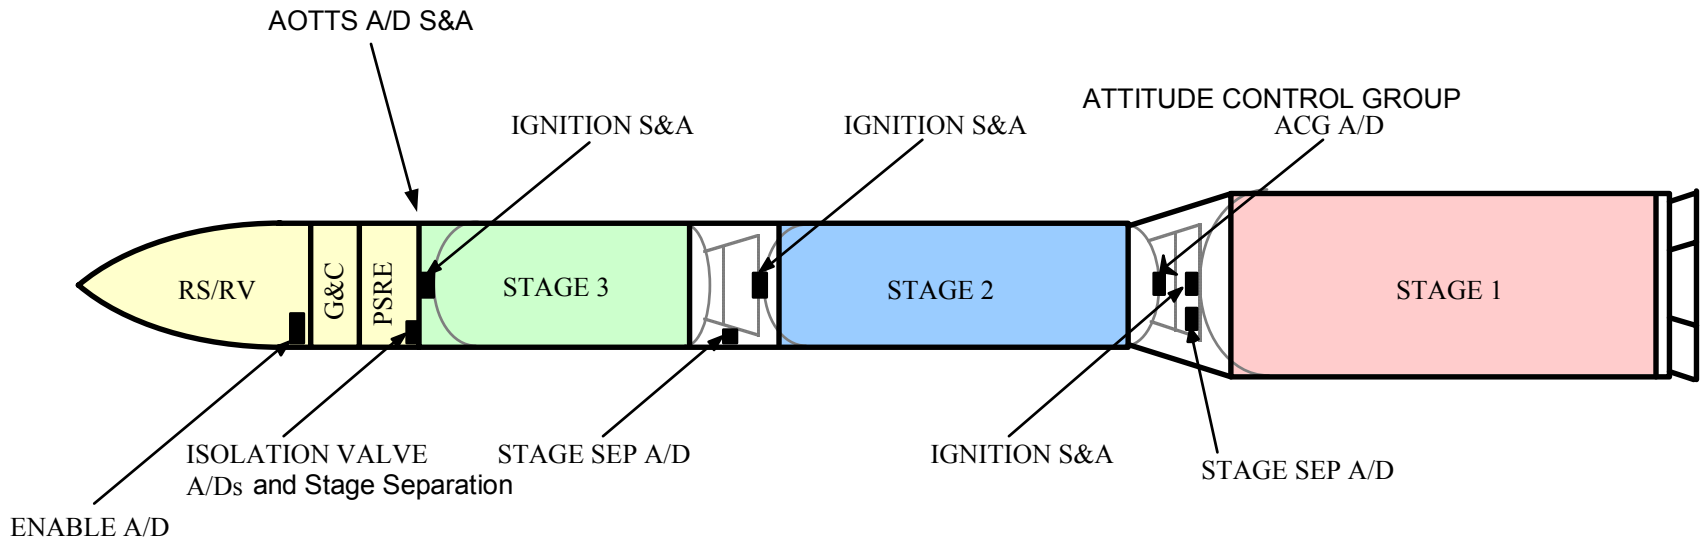 AOTTS A/D S&A
ATTITUDE CONTROL GROUP
IGNITION S&A
IGNITION S&A
ACG A/D
RS/RV
G&C
PSRE
STAGE 3
STAGE 2
STAGE 1
ISOLATION VALVE
A/Ds and Stage Separation
STAGE SEP A/D
IGNITION S&A
STAGE SEP A/D
ENABLE A/D